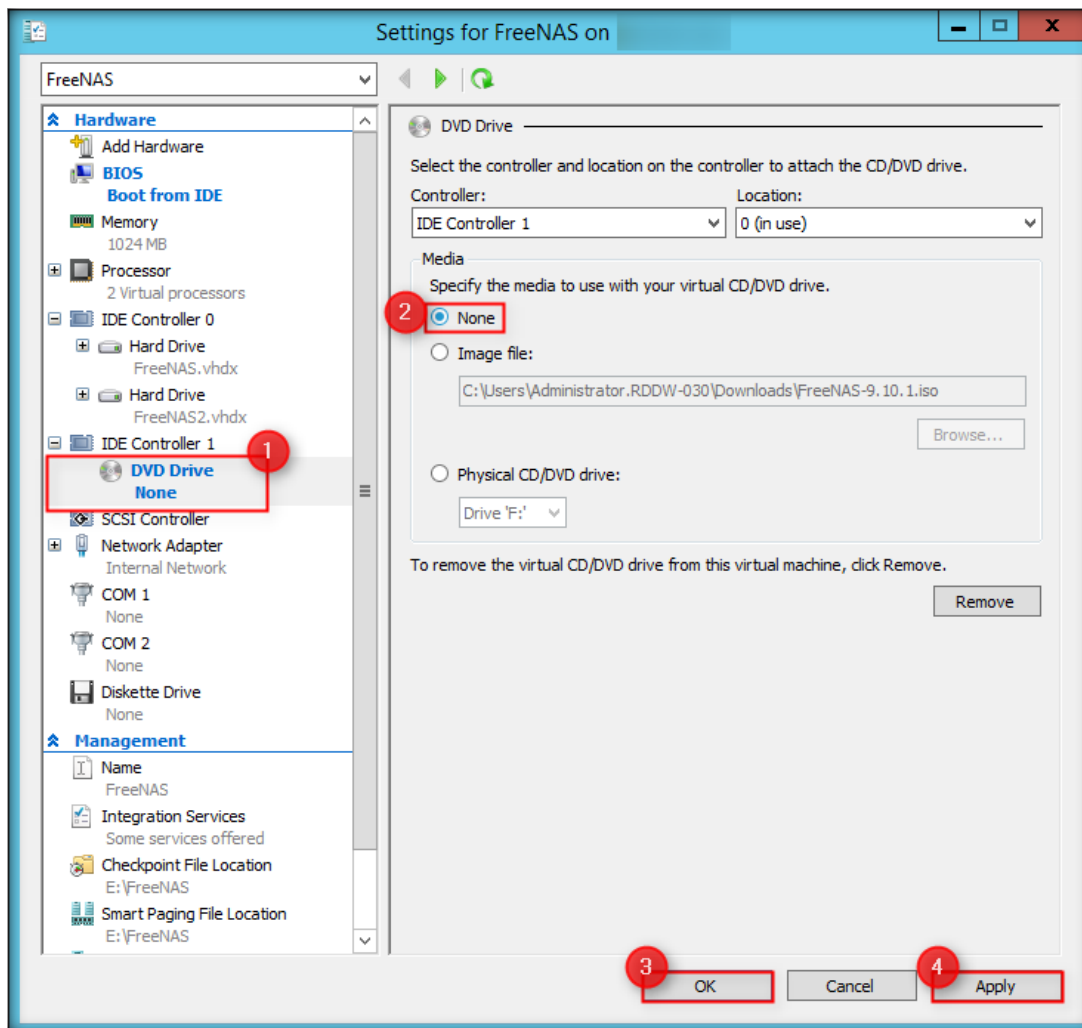 Settings for FreeNAS on
x
FreeNAS
Hardware
Add Hardware
BIOS
Boot from IDE
Memory
1024 MB
Processor
2 Virtual processors
IDE Controller 0
Hard Drive
FreeNAS.vhdx
Hard Drive
FreeNAS2.vhdx
IDE Controller 1
1
DVD Drive
None
SCSI Controller
Network Adapter
Internal Network
COM 1
None
COM 2
None
Diskette Drive
None
Management
Name
FreeNAS
Integration Services
Some services offered
Checkpoint File Location
E:\FreeNAS
Smart Paging File Location
E:\FreeNAS
DVD Drive
Select the controller and location on the controller to attach the CD/DVD drive.
Controller: Location:
IDE Controller 1 0 (in use)
Media
Specify the media to use with your virtual CD/DVD drive.
2 None
Image file:
C:\Users\Administrator.RDDW-030\Downloads\FreeNAS-9.10.1.iso
Browse...
Physical CD/DVD drive:
Drive 'F:'
To remove the virtual CD/DVD drive from this virtual machine, click Remove.
Remove
3 4
OK Cancel Apply